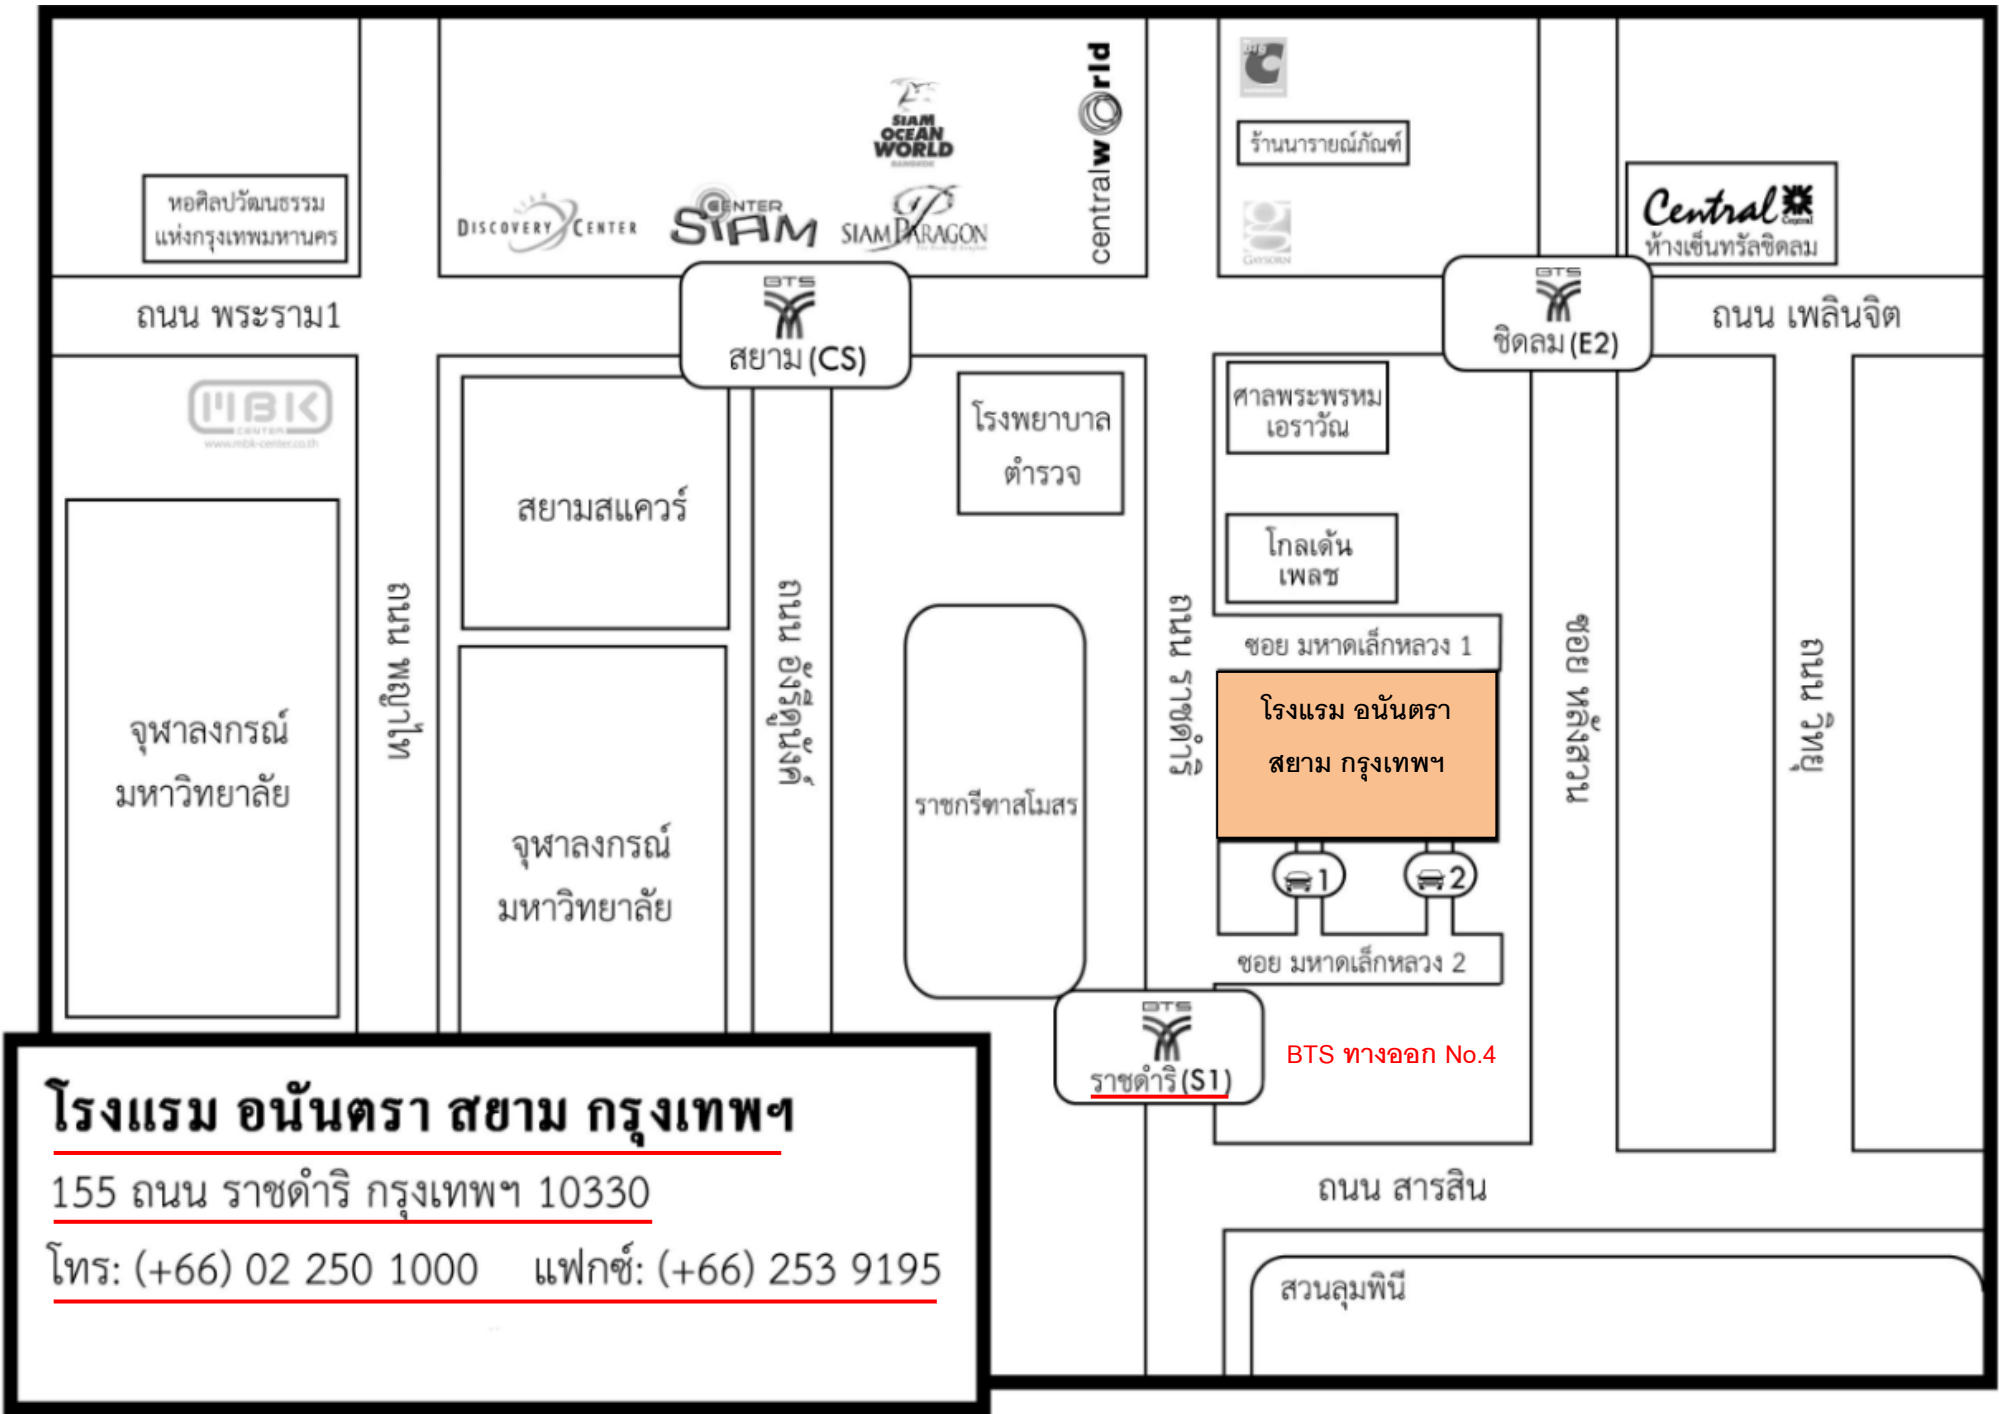 หอศิลปวัฒนธรรม
แห่งกรุงเทพมหานคร
DISCOVERY CENTER
SIAM CENTER
SIAM
OCEAN
WORLD
BANGKOK
SIAM PARAGON
centralworld
ร้านนารายณ์ภัณฑ์
GAYSORN
Central
Central
ห้างเซ็นทรัลชิดลม
ถนน พระราม1
BTS
สยาม (CS)
BTS
ชิดลม (E2)
ถนน เพลินจิต
MBK
CENTER
www.mbk-center.co.th
สยามสแควร์
โรงพยาบาล
ตำรวจ
ศาลพระพรหม
เอราวัณ
โกลเด้น
เพลซ
จุฬาลงกรณ์
มหาวิทยาลัย
ถนน พญาไท
จุฬาลงกรณ์
มหาวิทยาลัย
ถนน อังรีดูนังต์
ราชกรีฑาสโมสร
ถนน ราชดำริ
ซอย มหาดเล็กหลวง 1
โรงแรม อนันตรา
สยาม กรุงเทพฯ
1
2
ซอย มหาดเล็กหลวง 2
ซอย หลังสวน
ถนน วิทยุ
BTS
ราชดำริ (S1)
BTS ทางออก No.4
ถนน สารสิน
สวนลุมพินี
โรงแรม อนันตรา สยาม กรุงเทพฯ
155 ถนน ราชดำริ กรุงเทพฯ 10330
โทร: (+66) 02 250 1000 แฟกซ์: (+66) 253 9195